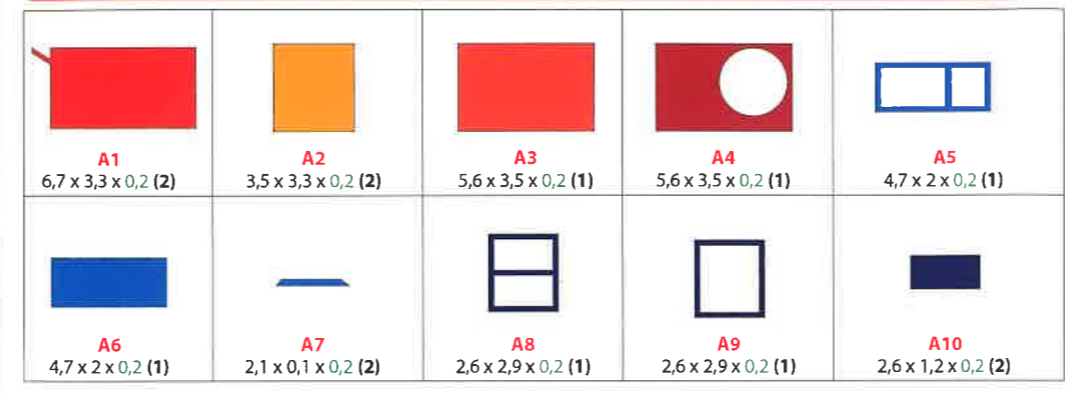 A1
6,7 x 3,3 x 0,2 (2)
A2
3,5 x 3,3 x 0,2 (2)
A3
5,6 x 3,5 x 0,2 (1)
A4
5,6 x 3,5 x 0,2 (1)
A5
4,7 x 2 x 0,2 (1)
A6
4,7 x 2 x 0,2 (1)
A7
2,1 x 0,1 x 0,2 (2)
A8
2,6 x 2,9 x 0,2 (1)
A9
2,6 x 2,9 x 0,2 (1)
A10
2,6 x 1,2 x 0,2 (2)